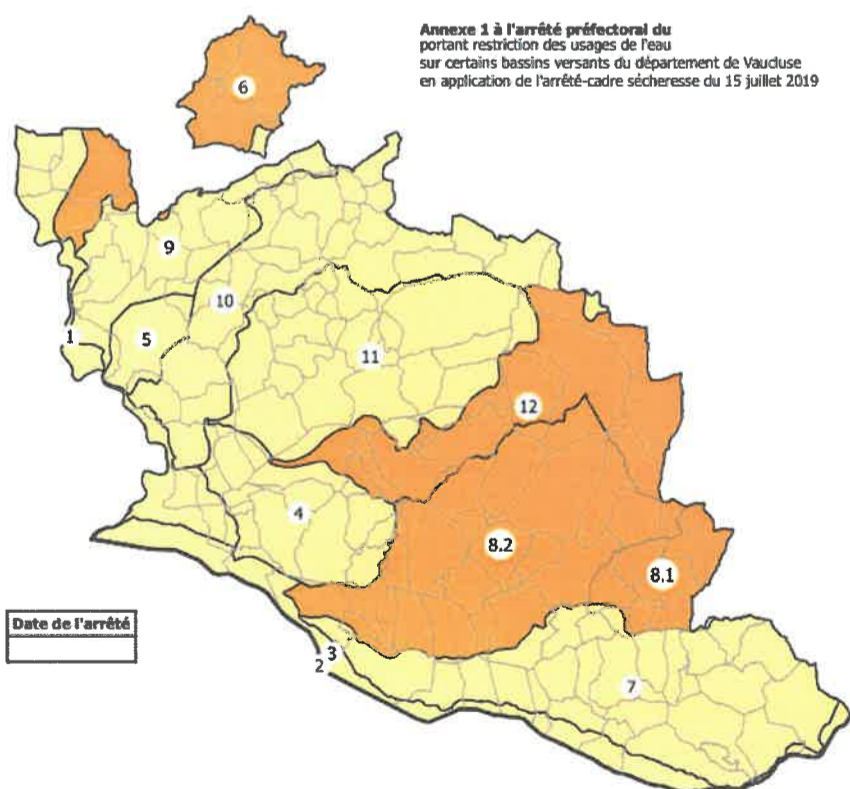 Annexe 1 à l'arrêté préfectoral du
portant restriction des usages de l'eau
sur certains bassins versants du département de Vaucluse
en application de l'arrêté-cadre sécheresse du 15 juillet 2019
6
9
10
1
5
11
12
4
8.2
8.1
Date de l'arrêté
3
2
7